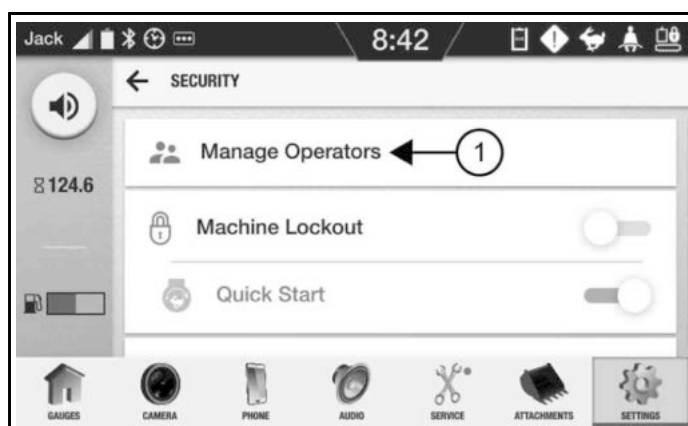 Jack 8:42
SECURITY
Manage Operators 1
124.6
Machine Lockout
Quick Start
GAUGES CAMERA PHONE AUDIO SERVICE ATTACHMENTS SETTINGS